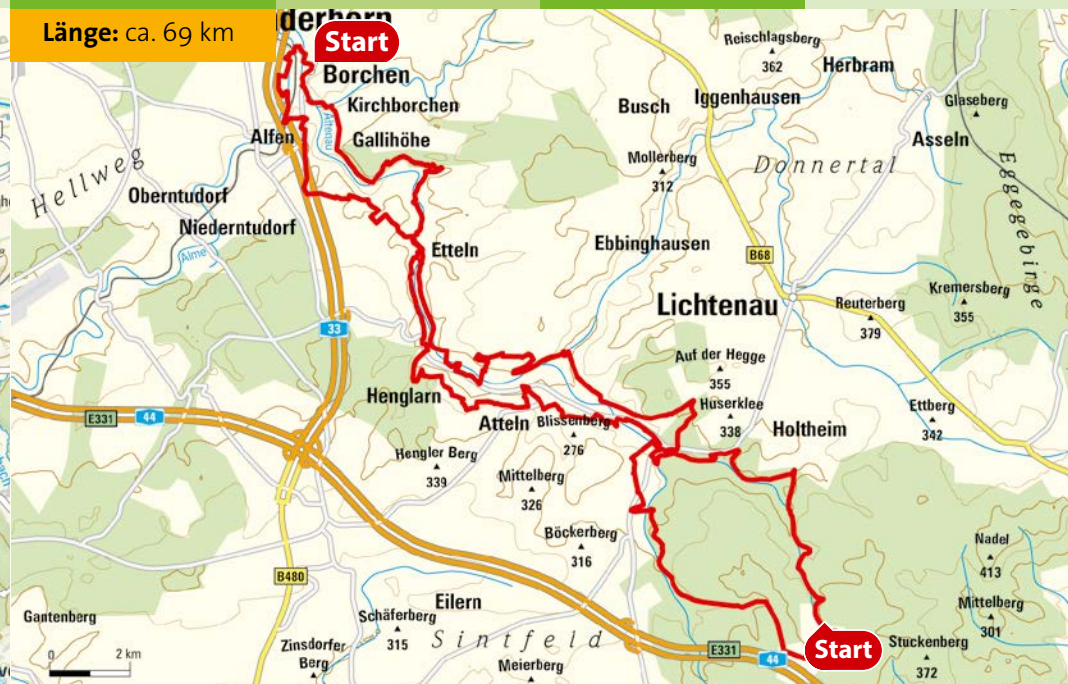 Länge: ca. 69 km
Start
Borchen
Kirchborchen
Altenau
Gallihöhe
Alfen
Hellweg
Oberntudorf
Niederntudorf
Alme
Etteln
Reischlagsberg
362
Herbram
Busch
Iggenhausen
Glaseberg
Asseln
Mollerberg
312
Donnertal
Eggegebirge
Ebbinghausen
B68
Lichtenau
Kremersberg
355
Reuterberg
379
33
Auf der Hegge
355
Henglarn
Huserklee
338
Ettberg
342
E331
44
Atteln
Blissenberg
276
Holtheim
Hengler Berg
339
Mittelberg
326
Böckerberg
316
Nadel
413
B480
Eilern
Mittelberg
301
Gantenberg
Schäferberg
315
Sintfeld
E331
44
Start
Stuckenberg
372
0 2 km
Zinsdorfer
Berg
Meierberg